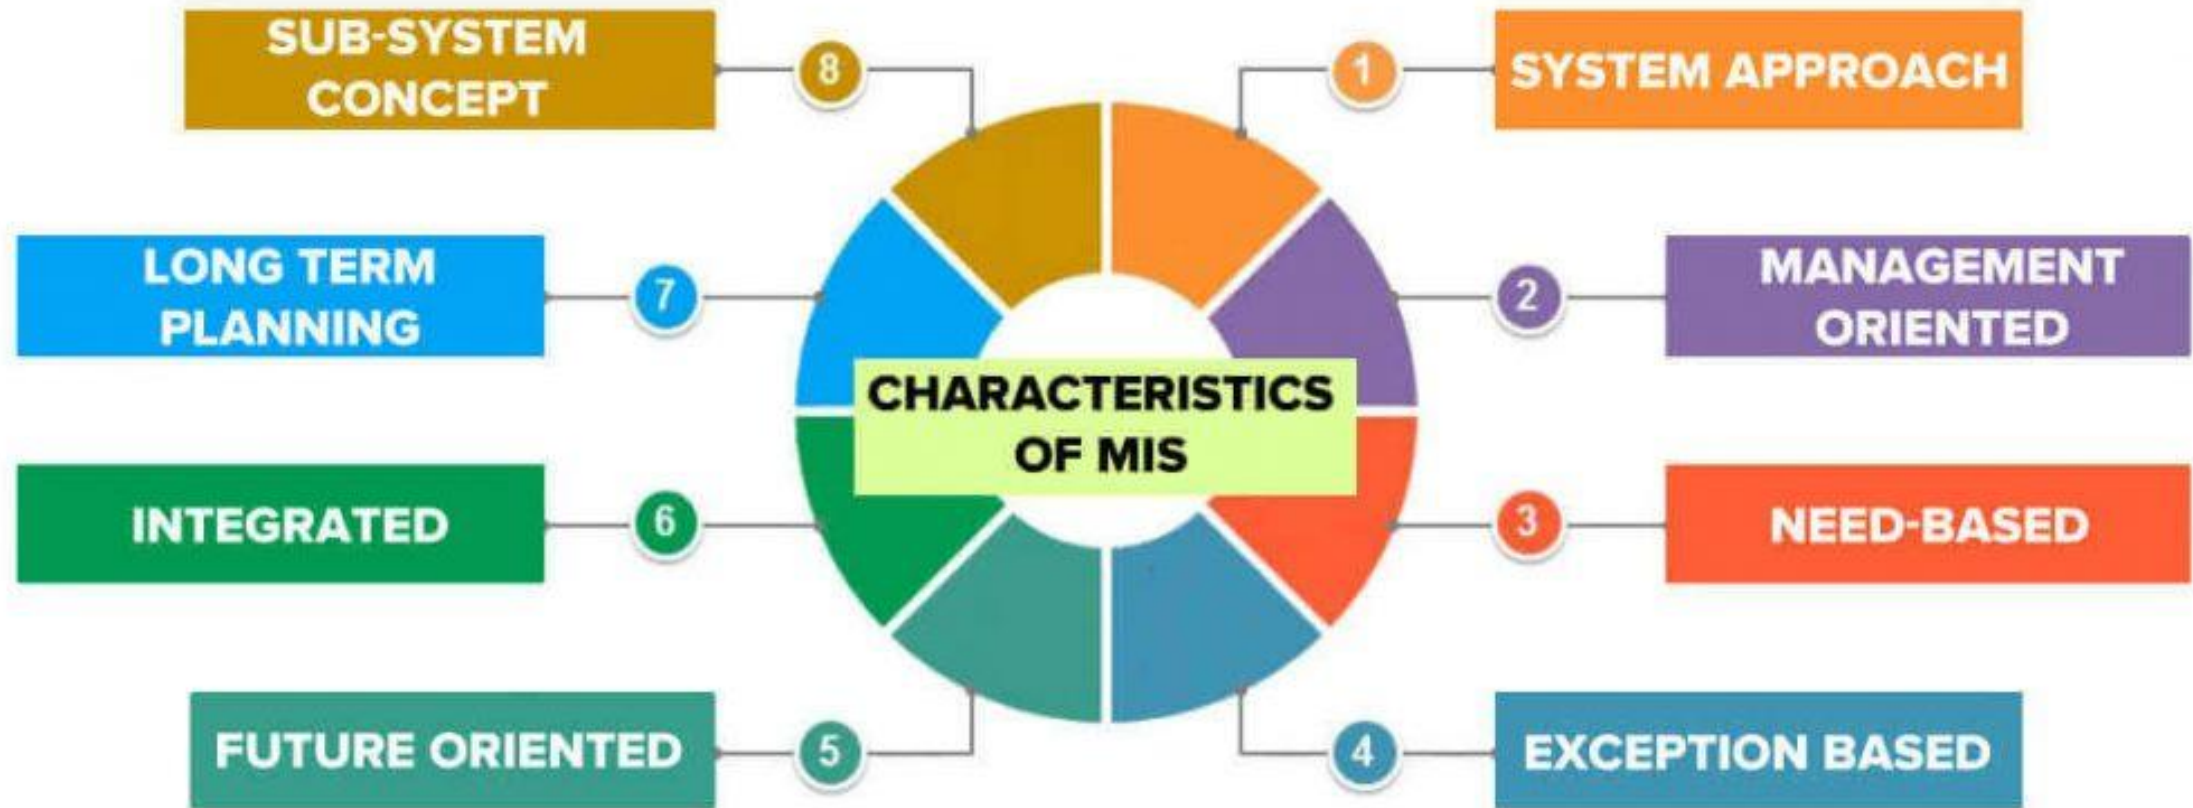 CHARACTERISTICS
OF MIS
1
SYSTEM APPROACH
2
MANAGEMENT
ORIENTED
3
NEED-BASED
4
EXCEPTION BASED
5
FUTURE ORIENTED
6
INTEGRATED
7
LONG TERM
PLANNING
8
SUB-SYSTEM
CONCEPT